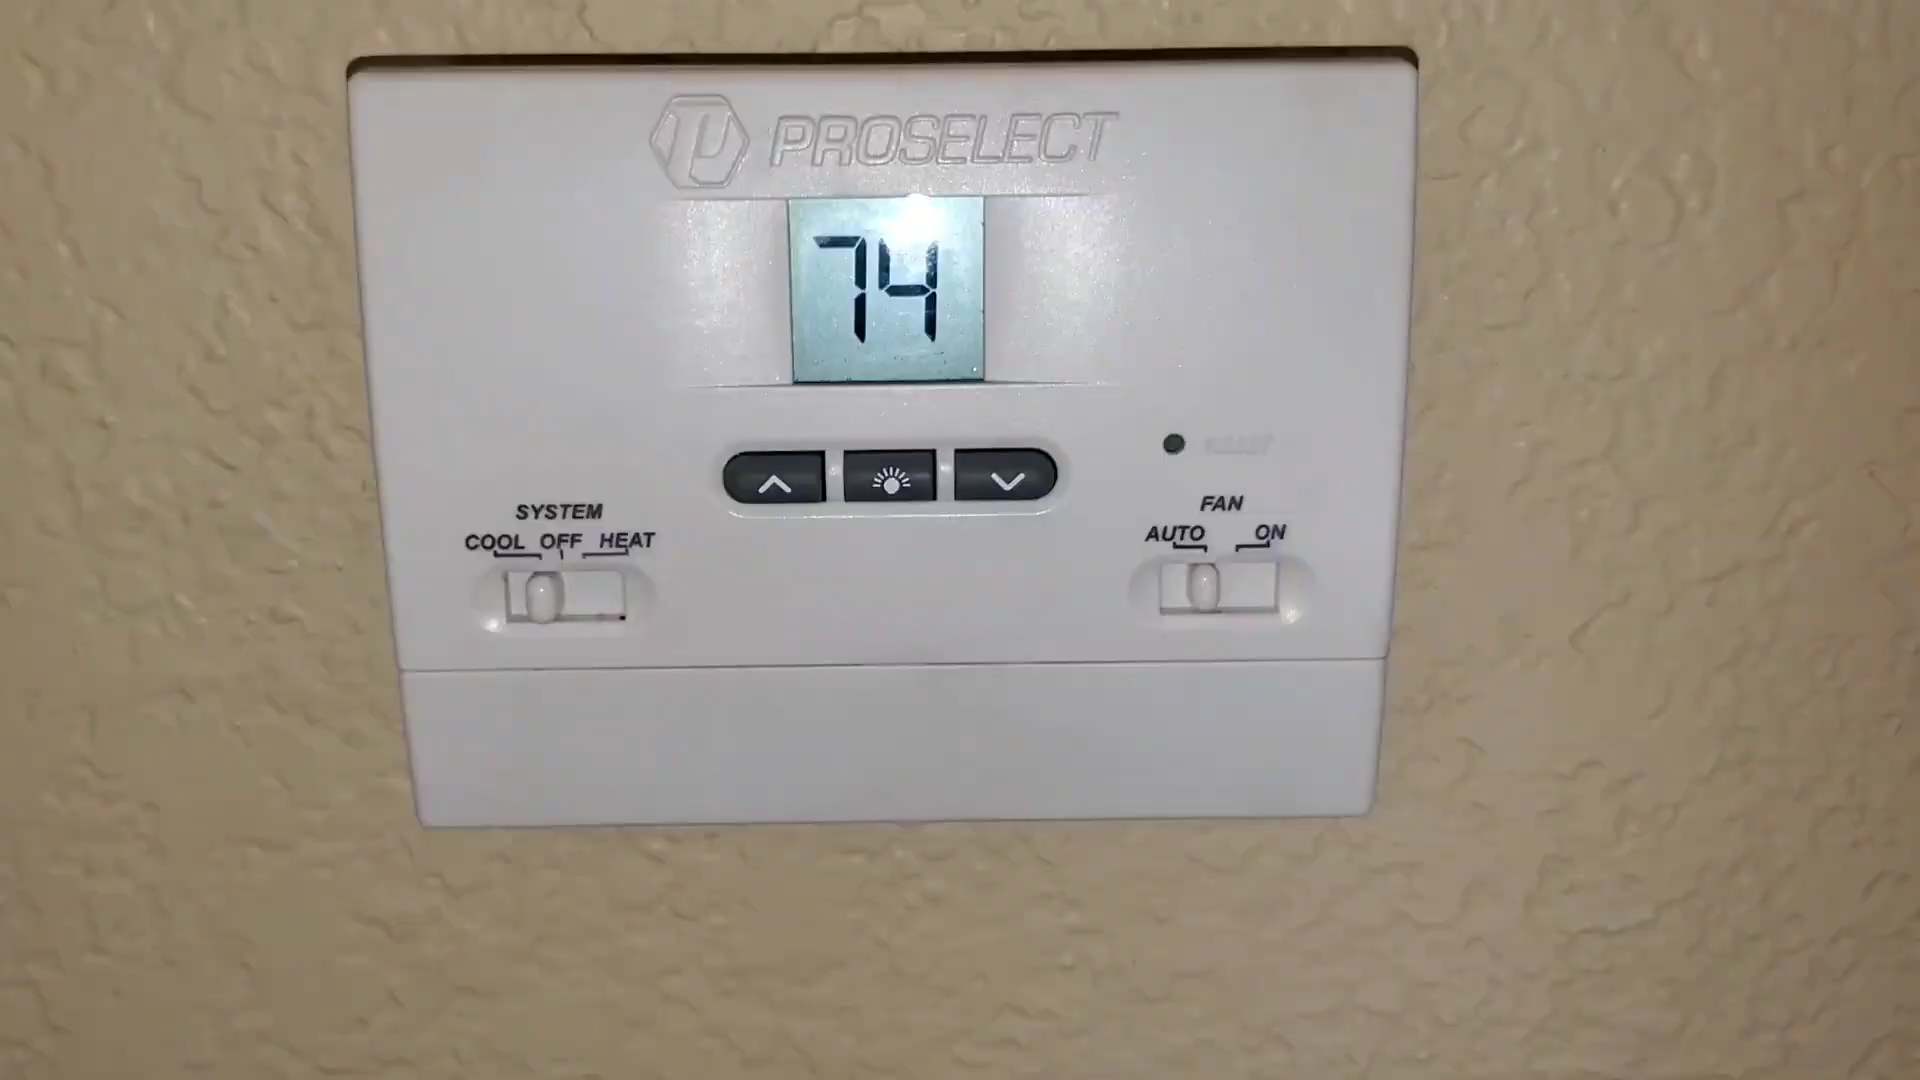 PROSELECT
74
SYSTEM
COOL OFF HEAT
FAN
AUTO ON